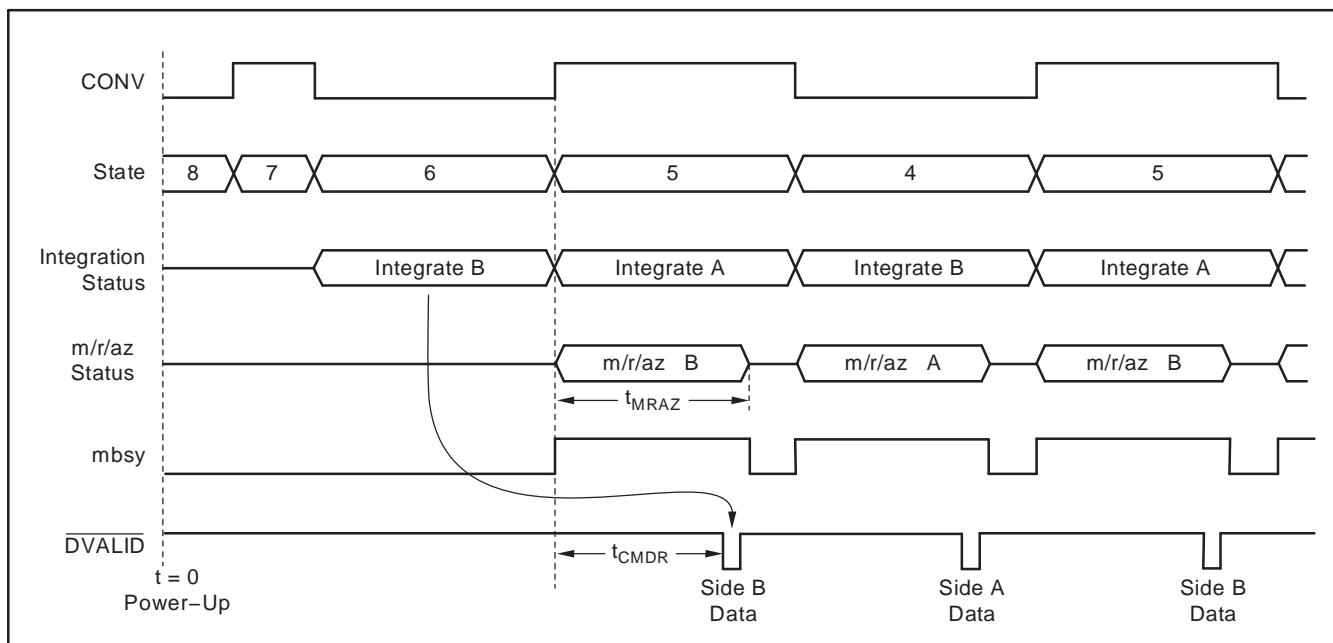 CONV
State
8
7
6
5
4
5
Integration
Status
Integrate B
Integrate A
Integrate B
Integrate A
m/r/az
Status
m/r/az B
m/r/az A
m/r/az B
tMRAZ
mbsy
DVALID
tCMDR
t = 0
Power−Up
Side B
Data
Side A
Data
Side B
Data